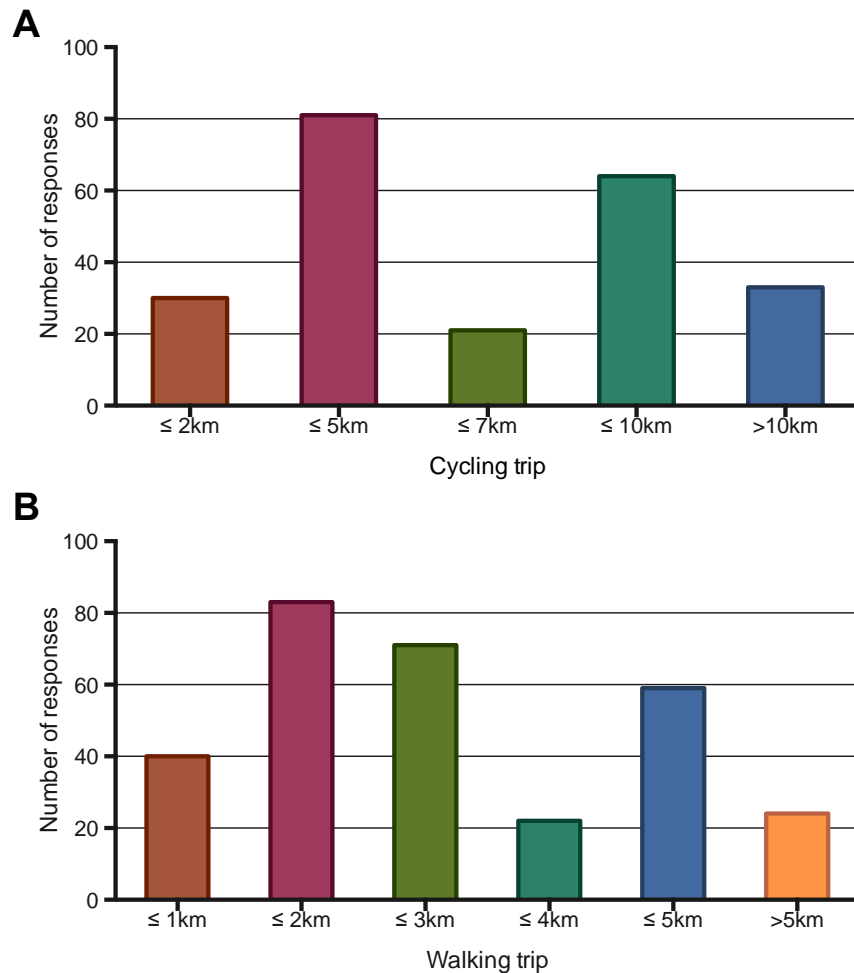 A
100
80
60
40
20
0
Number of responses
≤ 2km ≤ 5km ≤ 7km ≤ 10km >10km
Cycling trip
B
100
80
60
40
20
0
Number of responses
≤ 1km ≤ 2km ≤ 3km ≤ 4km ≤ 5km >5km
Walking trip